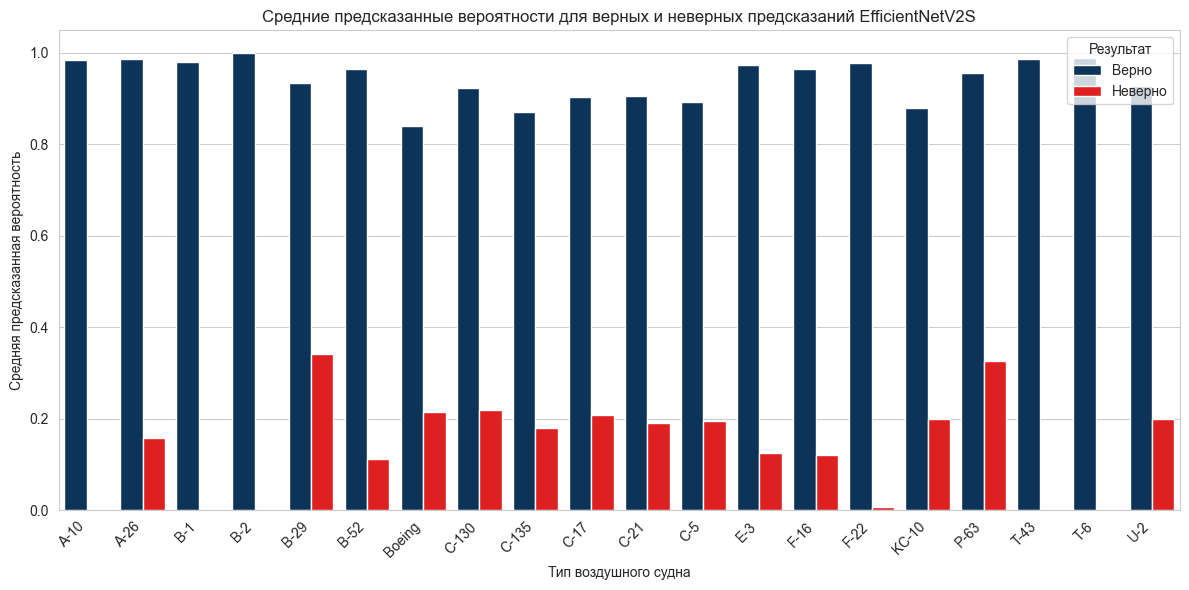 Средние предсказанные вероятности для верных и неверных предсказаний EfficientNetV2S
Результат
Верно
Неверно
Средняя предсказанная вероятность
1.0
0.8
0.6
0.4
0.2
0.0
A-10
A-26
B-1
B-2
B-29
B-52
Boeing
C-130
C-135
C-17
C-21
C-5
E-3
F-16
F-22
KC-10
P-63
T-43
T-6
U-2
Тип воздушного судна